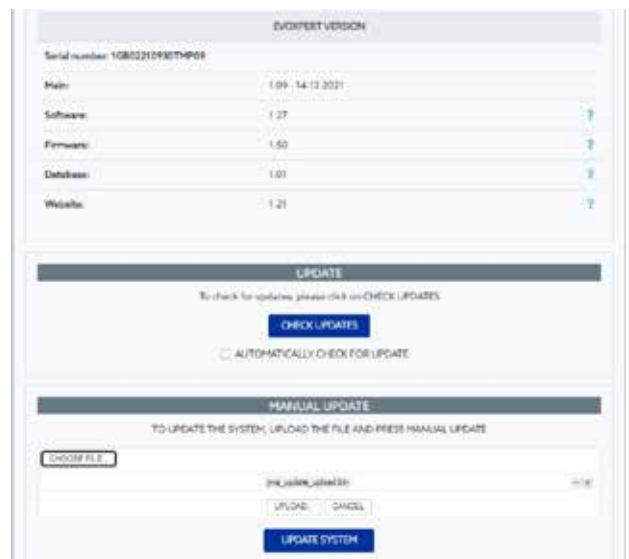 EVOXPERT VERSION
Serial number:
Main: 1.09 - 14.12.2021
Software: 1.27 ?
Firmware: 1.50 ?
Database: 1.01 ?
Website: 1.21 ?
UPDATE
To check for updates, please click on CHECK UPDATES
CHECK UPDATES
AUTOMATICALLY CHECK FOR UPDATE
MANUAL UPDATE
TO UPDATE THE SYSTEM, UPLOAD THE FILE AND PRESS MANUAL UPDATE
CHOOSE FILE...
UPLOAD CANCEL
UPDATE SYSTEM